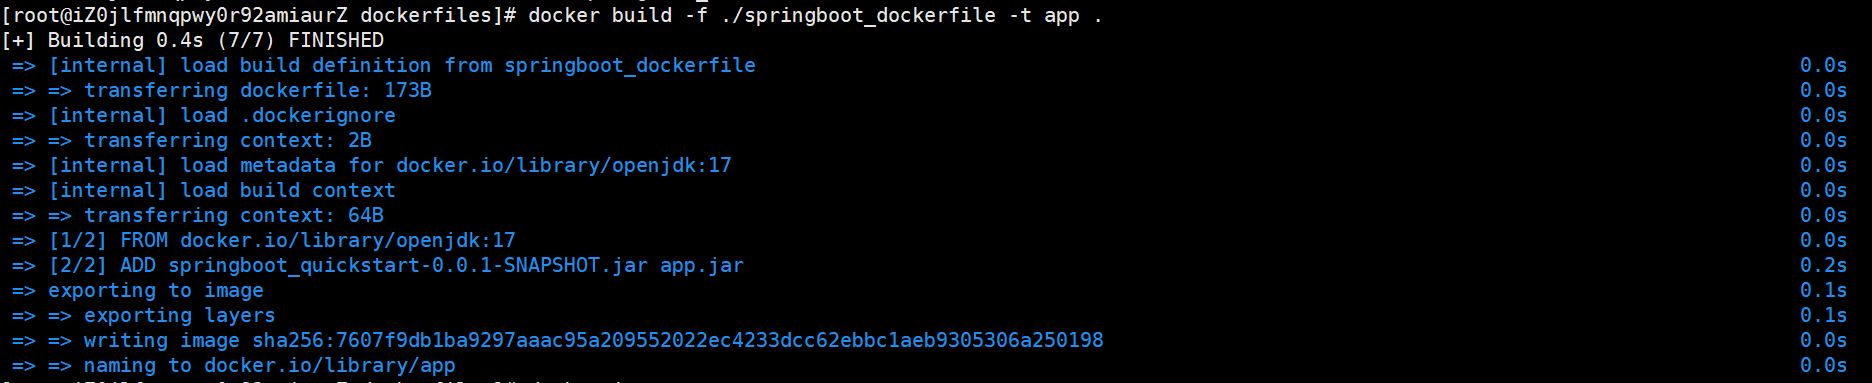 [root@iZ0jlfmnqpwy0r92amiaurZ dockerfiles]# docker build -f ./springboot_dockerfile -t app .
[+] Building 0.4s (7/7) FINISHED
=> [internal] load build definition from springboot_dockerfile 0.0s
=> => transferring dockerfile: 173B 0.0s
=> [internal] load .dockerignore 0.0s
=> => transferring context: 2B 0.0s
=> [internal] load metadata for docker.io/library/openjdk:17 0.0s
=> [internal] load build context 0.0s
=> => transferring context: 64B 0.0s
=> [1/2] FROM docker.io/library/openjdk:17 0.0s
=> [2/2] ADD springboot_quickstart-0.0.1-SNAPSHOT.jar app.jar 0.2s
=> exporting to image 0.1s
=> => exporting layers 0.1s
=> => writing image sha256:7607f9db1ba9297aaac95a209552022ec4233dcc62ebbc1aeb9305306a250198 0.0s
=> => naming to docker.io/library/app 0.0s